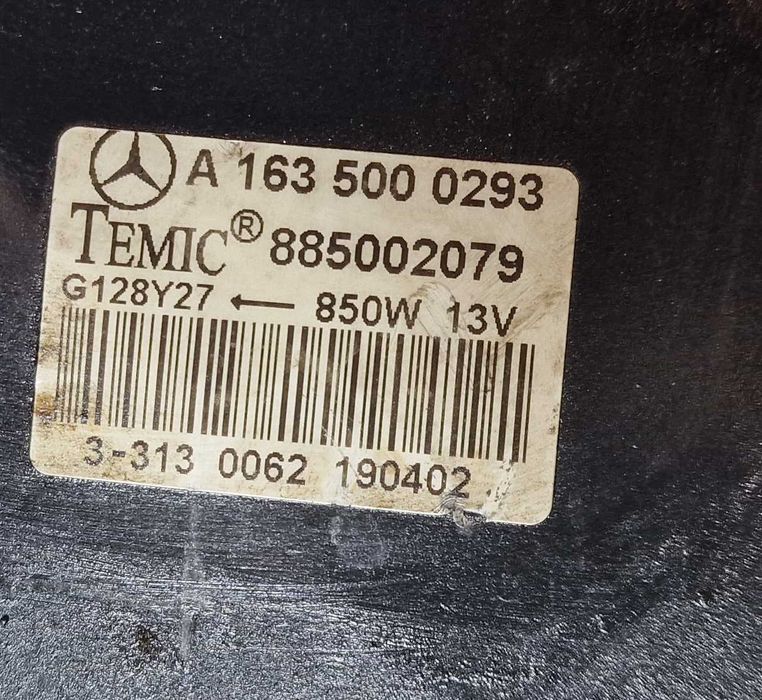 A 163 500 0293
TEMIC® 885002079
G128Y27 ← 850W 13V
3-313 0062 190402